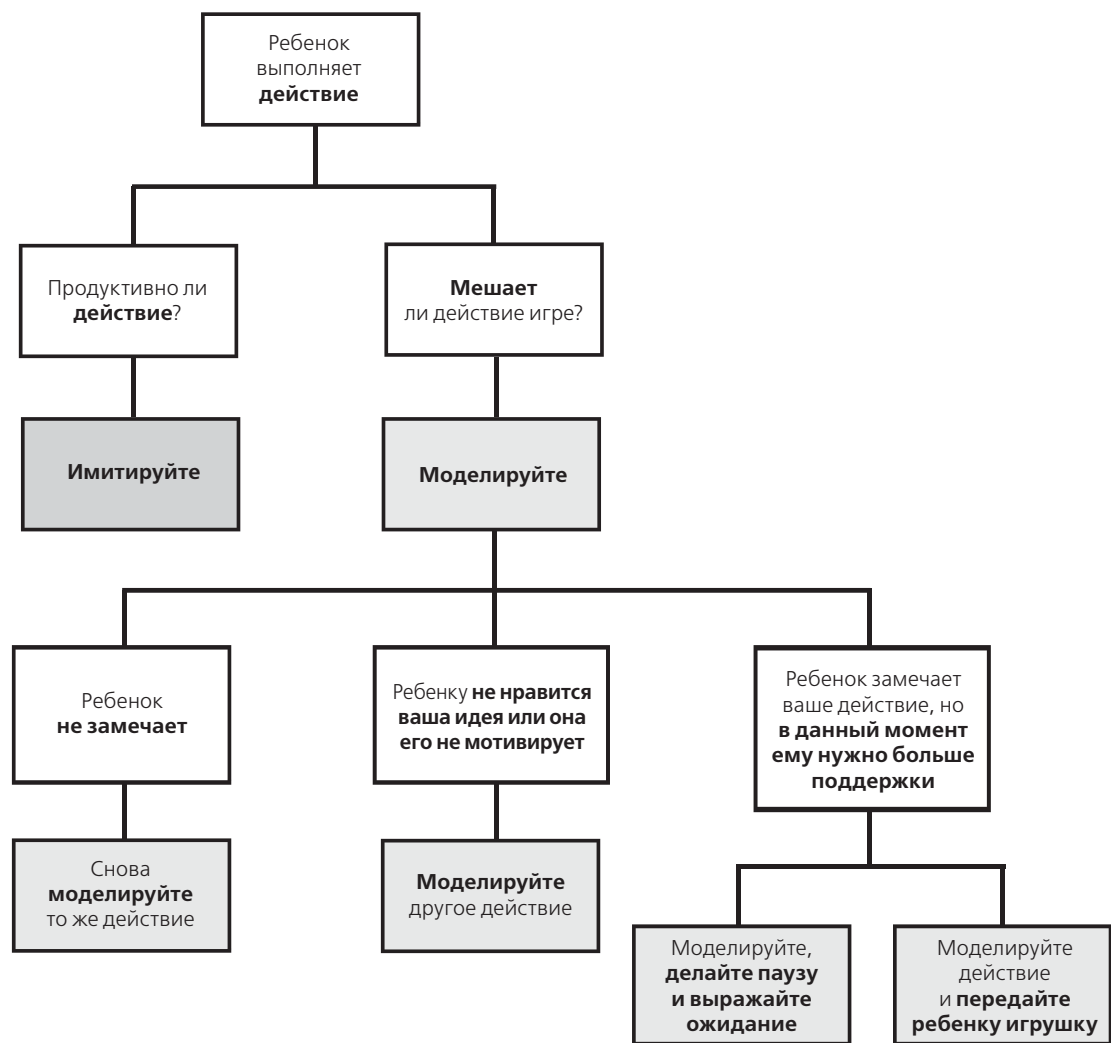 Ребенок
выполняет
действие
Продуктивно ли
действие?
Мешает
ли действие игре?
Имитируйте
Моделируйте
Ребенок
не замечает
Ребенку не нравится
ваша идея или она
его не мотивирует
Ребенок замечает
ваше действие, но
в данный момент
ему нужно больше
поддержки
Снова
моделируйте
то же действие
Моделируйте
другое действие
Моделируйте,
делайте паузу
и выражайте
ожидание
Моделируйте
действие
и передайте
ребенку игрушку